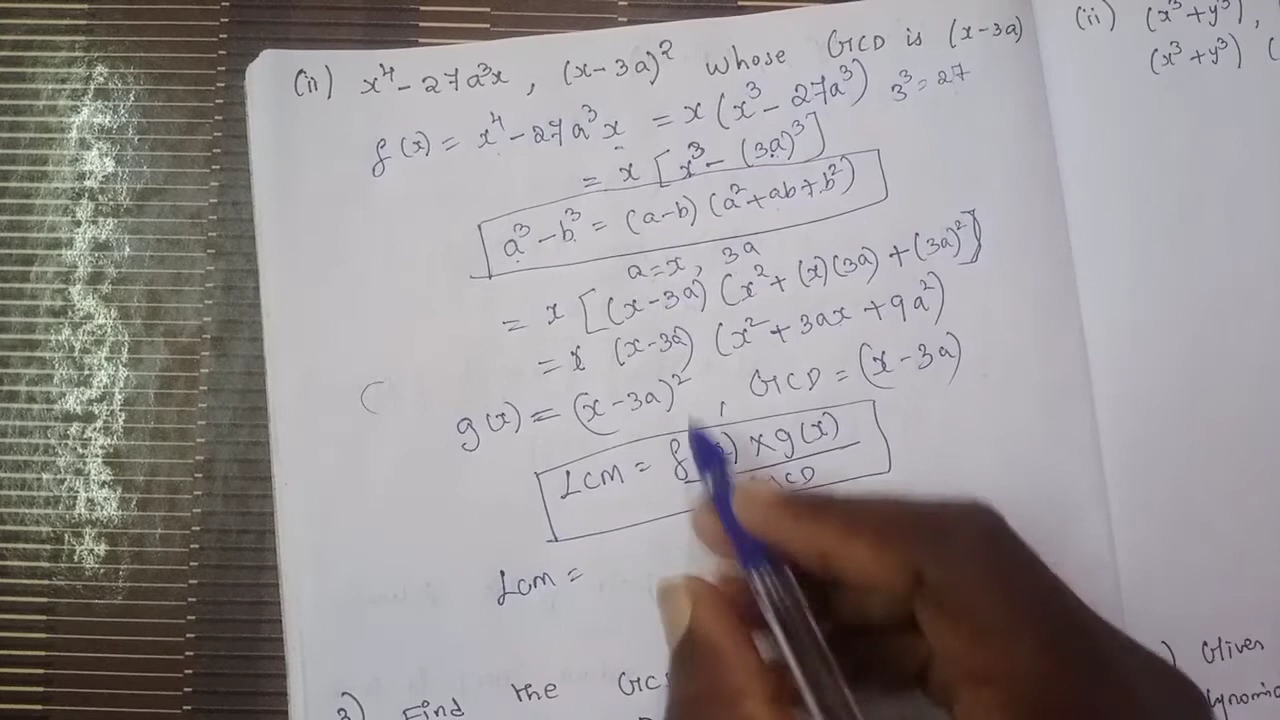 (ii) x⁴ - 27a³x , (x - 3a)² whose GCD is (x-3a)
f(x) = x⁴ - 27a³x = x(x³ - 27a³) 3³ = 27
= x [x³ - (3a)³]
a³ - b³ = (a-b) (a² + ab + b²)
a = x, 3a
= x [(x-3a) (x² + (x)(3a) + (3a)²)]
= x (x-3a) (x² + 3ax + 9a²)
g(x) = (x-3a)² , GCD = (x-3a)
LCM = f(x) × g(x)
LCM =
3) Find the GCD
(ii) (x³+y³),
(x³+y³) (
) Given